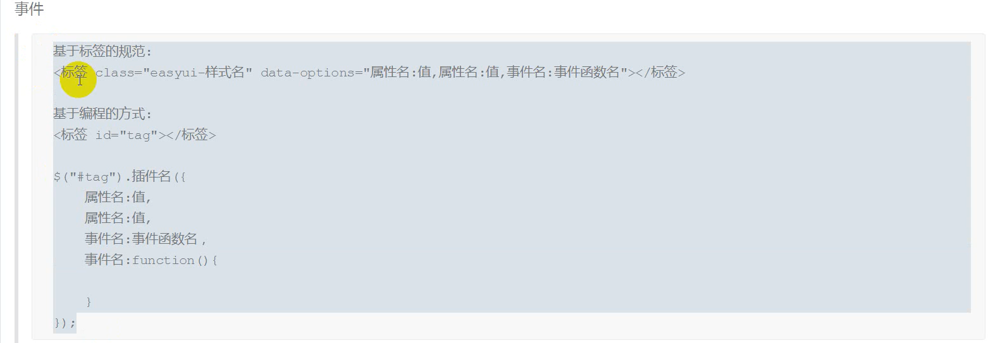 事件
基于标签的规范:
<标签 class="easyui-样式名" data-options="属性名:值,属性名:值,事件名:事件函数名"></标签>
基于编程的方式:
<标签 id="tag"></标签>
$("#tag").插件名({
属性名:值,
属性名:值,
事件名:事件函数名,
事件名:function(){
}
});